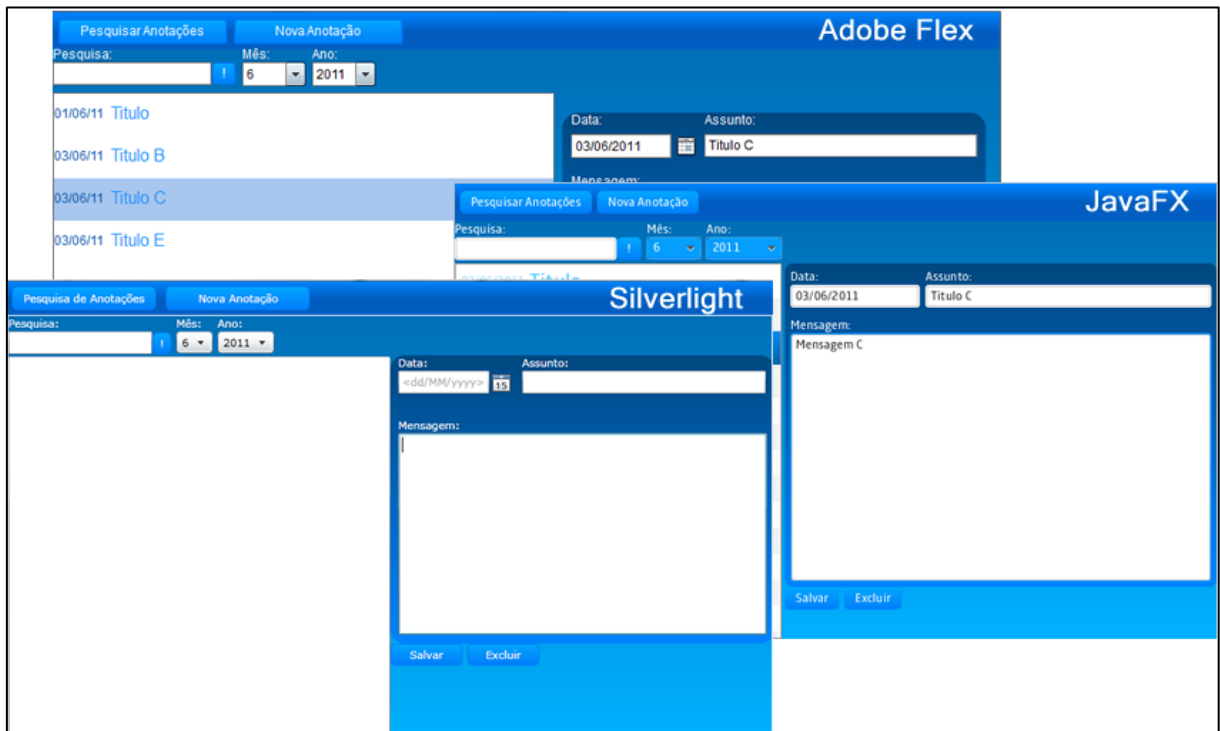 Pesquisar Anotações Nova Anotação Adobe Flex
Pesquisa: Mês: Ano:
! 6 2011
01/06/11 Titulo
03/06/11 Titulo B
03/06/11 Titulo C
03/06/11 Titulo E
Data: Assunto:
03/06/2011 Titulo C
Mensagem:
Pesquisar Anotações Nova Anotação JavaFX
Pesquisa: Mês: Ano:
! 6 2011
Titulo
Data: Assunto:
03/06/2011 Titulo C
Mensagem:
Mensagem C
Salvar Excluir
Pesquisa de Anotações Nova Anotação Silverlight
Pesquisa: Mês: Ano:
! 6 2011
Data: Assunto:
<dd/MM/yyyy> 15
Mensagem:
Salvar Excluir